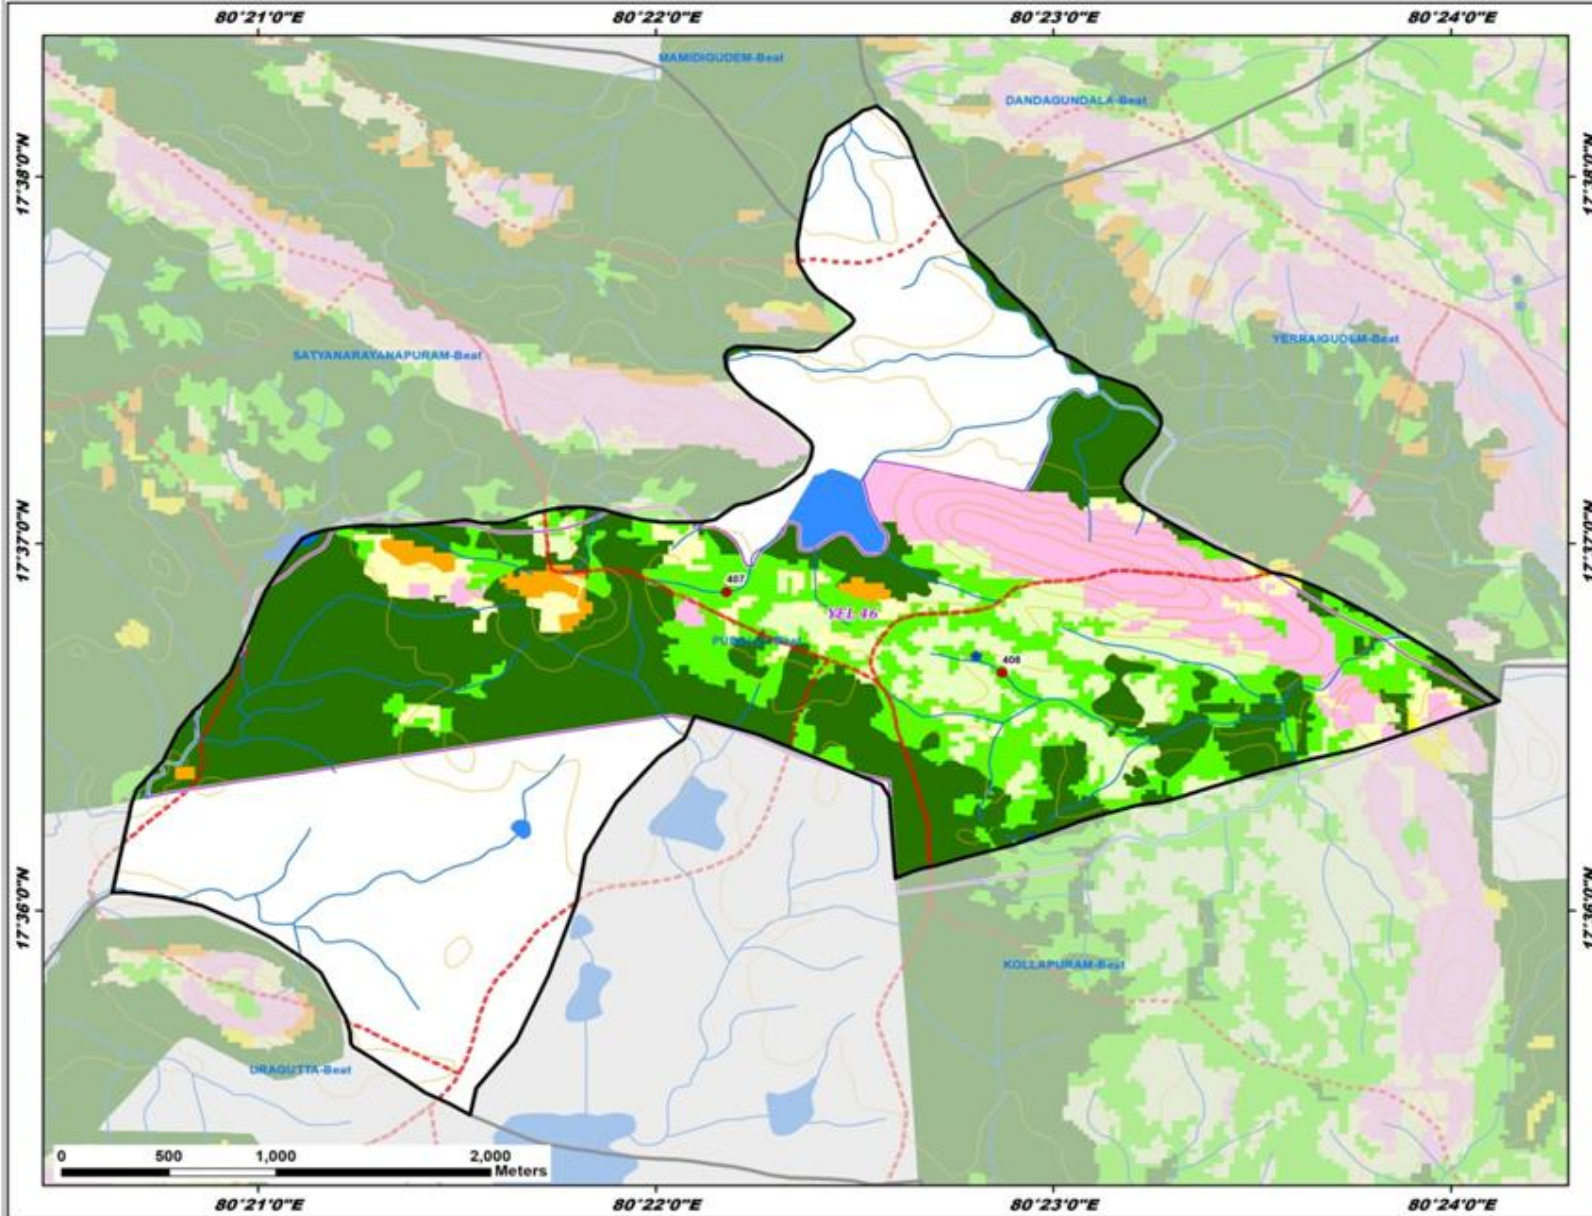 80°21'0"E 80°22'0"E 80°23'0"E 80°24'0"E
MAMIDIGUDEM-Beat
DANDAGUNDALA-Beat
17°38'0"N 17°38'0"N
YERRAIGUDEM-Beat
SATYANARAYANAPURAM-Beat
17°37'0"N 17°37'0"N
407
YEL 46
408
17°36'0"N 17°36'0"N
KOLLAPURAM-Beat
URAGUTTA-Beat
0 500 1,000 2,000
Meters
80°21'0"E 80°22'0"E 80°23'0"E 80°24'0"E